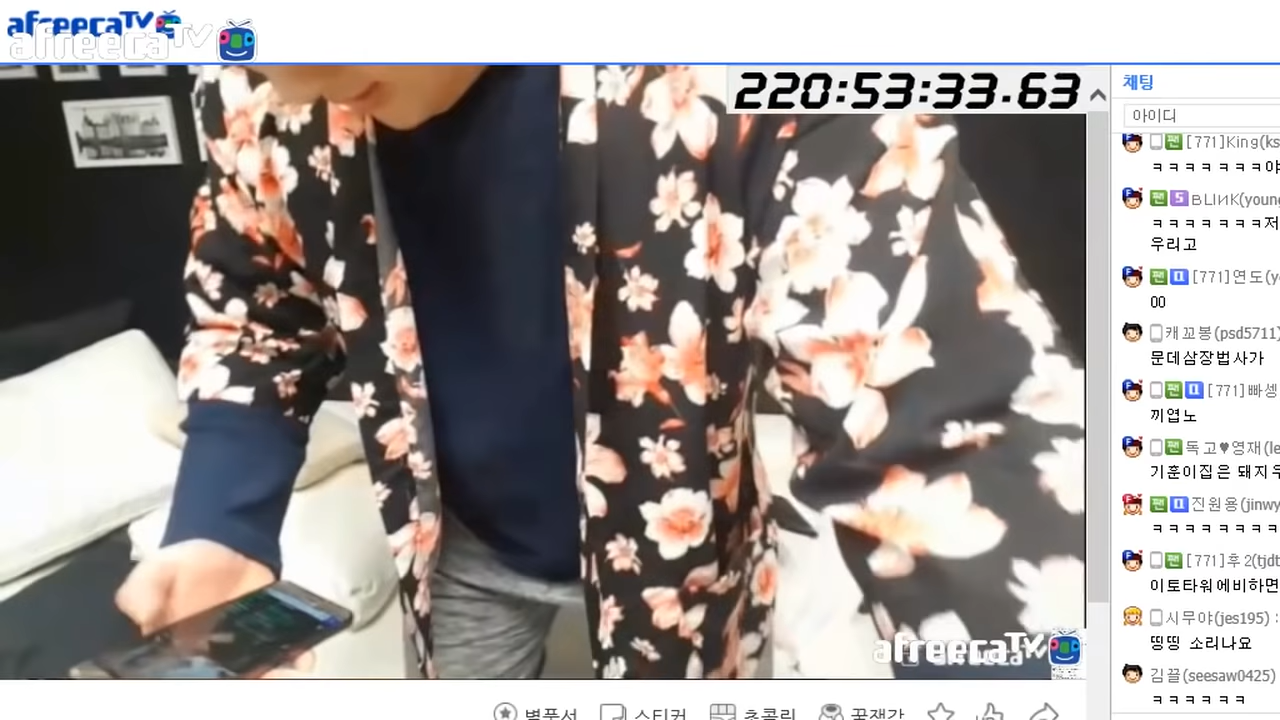 afreecaTV
afreecaTV
220:53:33.63
채팅
아이디
[771]King(ks
ㅋㅋㅋㅋㅋㅋㅋ야
BLIИK(young
ㅋㅋㅋㅋㅋㅋㅋ저
우리고
[771]연도(y
00
캐꼬봉(psd5711)
문데삼장법사가
[771]빠셍
끼엽노
독고♥영재(le
기훈이집은 돼지우
진원용(jinwy
ㅋㅋㅋㅋㅋㅋㅋㅋ
[771]후2(tjdt
이토타워에비하면
시무야(jes195) :
띵띵 소리나요
김끌(seesaw0425)
ㅋㅋㅋㅋㅋㅋ
afreecaTV
별풍선 스티커 초콜릿 꿀잼각